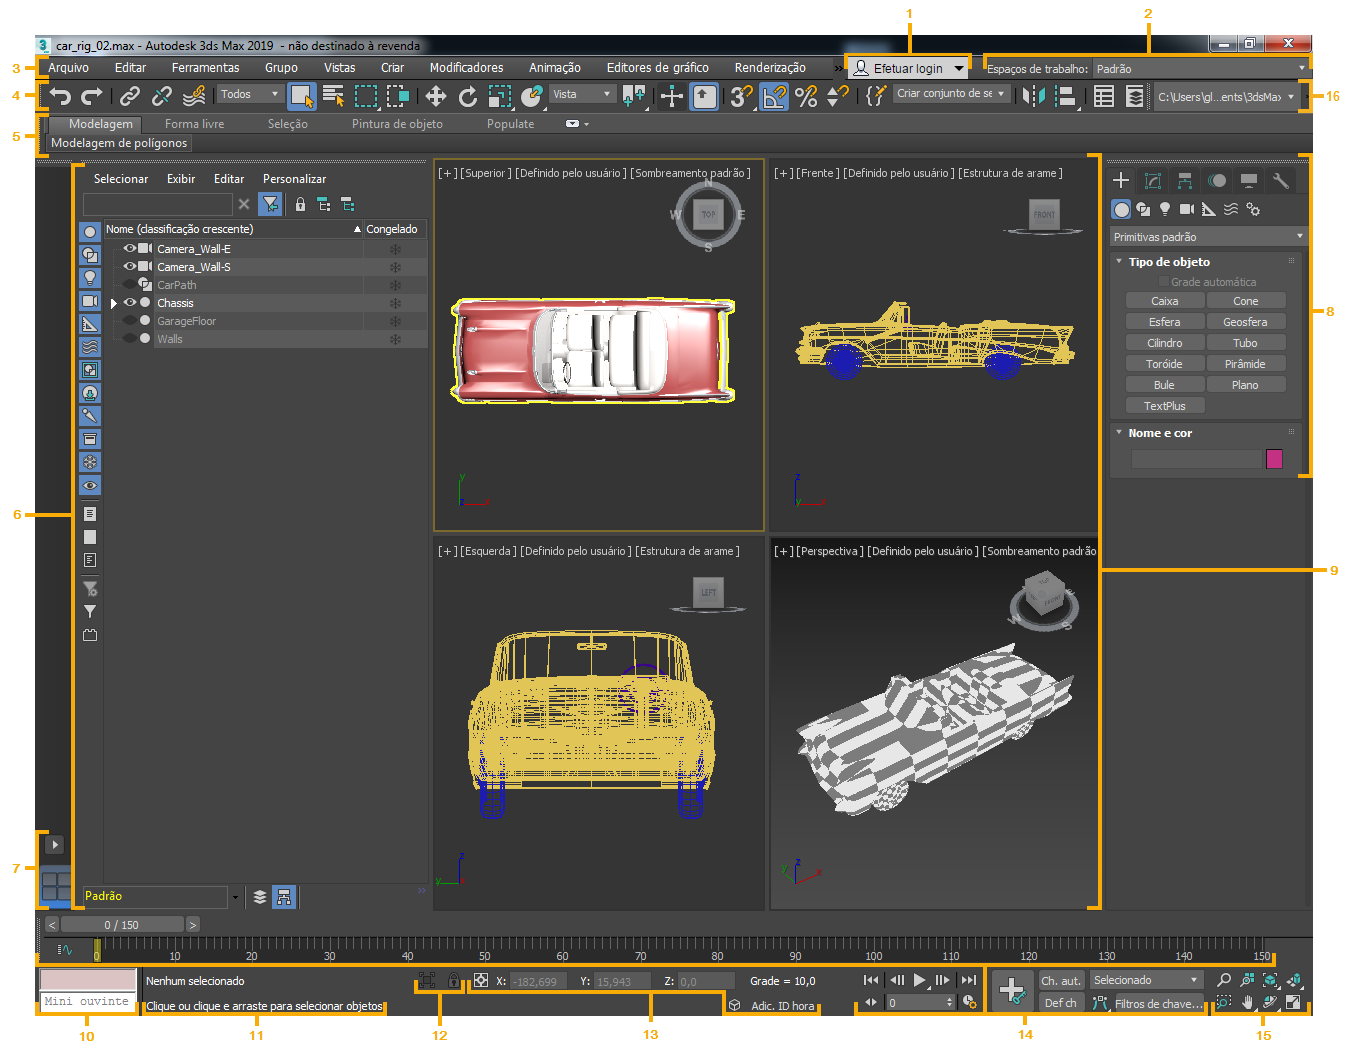 1
2
3 car_rig_02.max - Autodesk 3ds Max 2019 - não destinado à revenda
3
Arquivo Editar Ferramentas Grupo Vistas Criar Modificadores Animação Editores de gráfico Renderização » Efetuar login Espaços de trabalho: Padrão
4
Todos Vista 3 Criar conjunto de se C:\Users\gl...ents\3dsMax
16
5
Modelagem Forma livre Seleção Pintura de objeto Populate
Modelagem de polígonos
Selecionar Exibir Editar Personalizar
Nome (classificação crescente) Congelado
Camera_Wall-E
Camera_Wall-S
CarPath
Chassis
GarageFloor
Walls
6
7
Padrão
»
[+] [Superior] [Definido pelo usuário] [Sombreamento padrão]
N
W TOP E
S
y
z x
[+] [Frente] [Definido pelo usuário] [Estrutura de arame]
FRONT
z
y x
[+] [Esquerda] [Definido pelo usuário] [Estrutura de arame]
LEFT
z
y
[+] [Perspectiva] [Definido pelo usuário] [Sombreamento padrão
TOP
FRONT
W S
z
y x
Primitivas padrão
Tipo de objeto
Grade automática
Caixa Cone
Esfera Geosfera
Cilindro Tubo
Toróide Pirâmide
Bule Plano
TextPlus
Nome e cor
8
9
< 0 / 150 >
0 10 20 30 40 50 60 70 80 90 100 110 120 130 140 150
Nenhum selecionado X: -182,699 Y: 15,943 Z: 0,0 Grade = 10,0 Ch. aut. Selecionado
Mini ouvinte Clique ou clique e arraste para selecionar objetos Adic. ID hora 0 Def ch Filtros de chave...
10 11 12 13 14 15